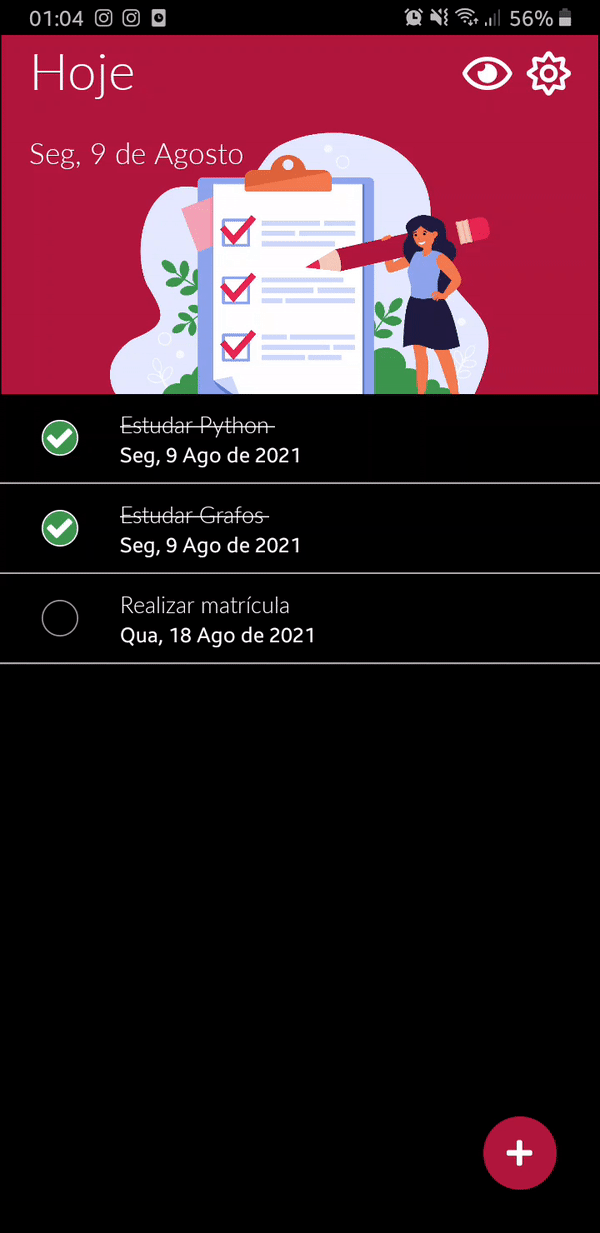 01:04 56%
Hoje
Seg, 9 de Agosto
Estudar Python
Seg, 9 Ago de 2021
Estudar Grafos
Seg, 9 Ago de 2021
Realizar matrícula
Qua, 18 Ago de 2021